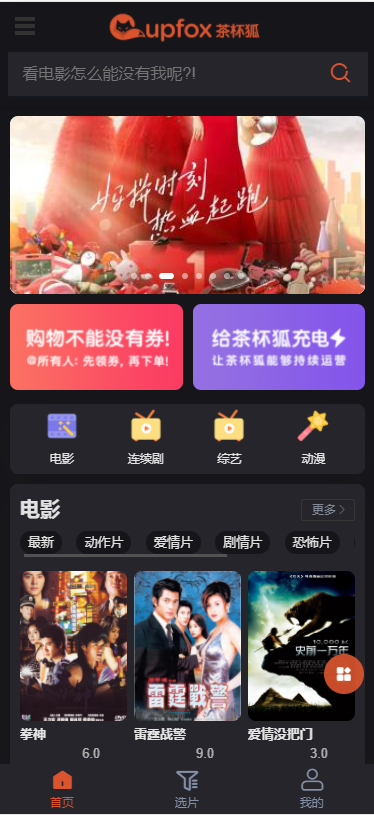 Cupfox 茶杯狐
看电影怎么能没有我呢?!
好拼时刻
热血起跑
1
购物不能没有券!
@所有人: 先领券, 再下单!
给茶杯狐充电
让茶杯狐能够持续运营
电影
连续剧
综艺
动漫
电影
更多
最新
动作片
爱情片
剧情片
恐怖片
雷霆戰警
10,000 BC
史前一万年
DVD
拳神
雷霆战警
爱情没把门
6.0
9.0
3.0
首页
选片
我的